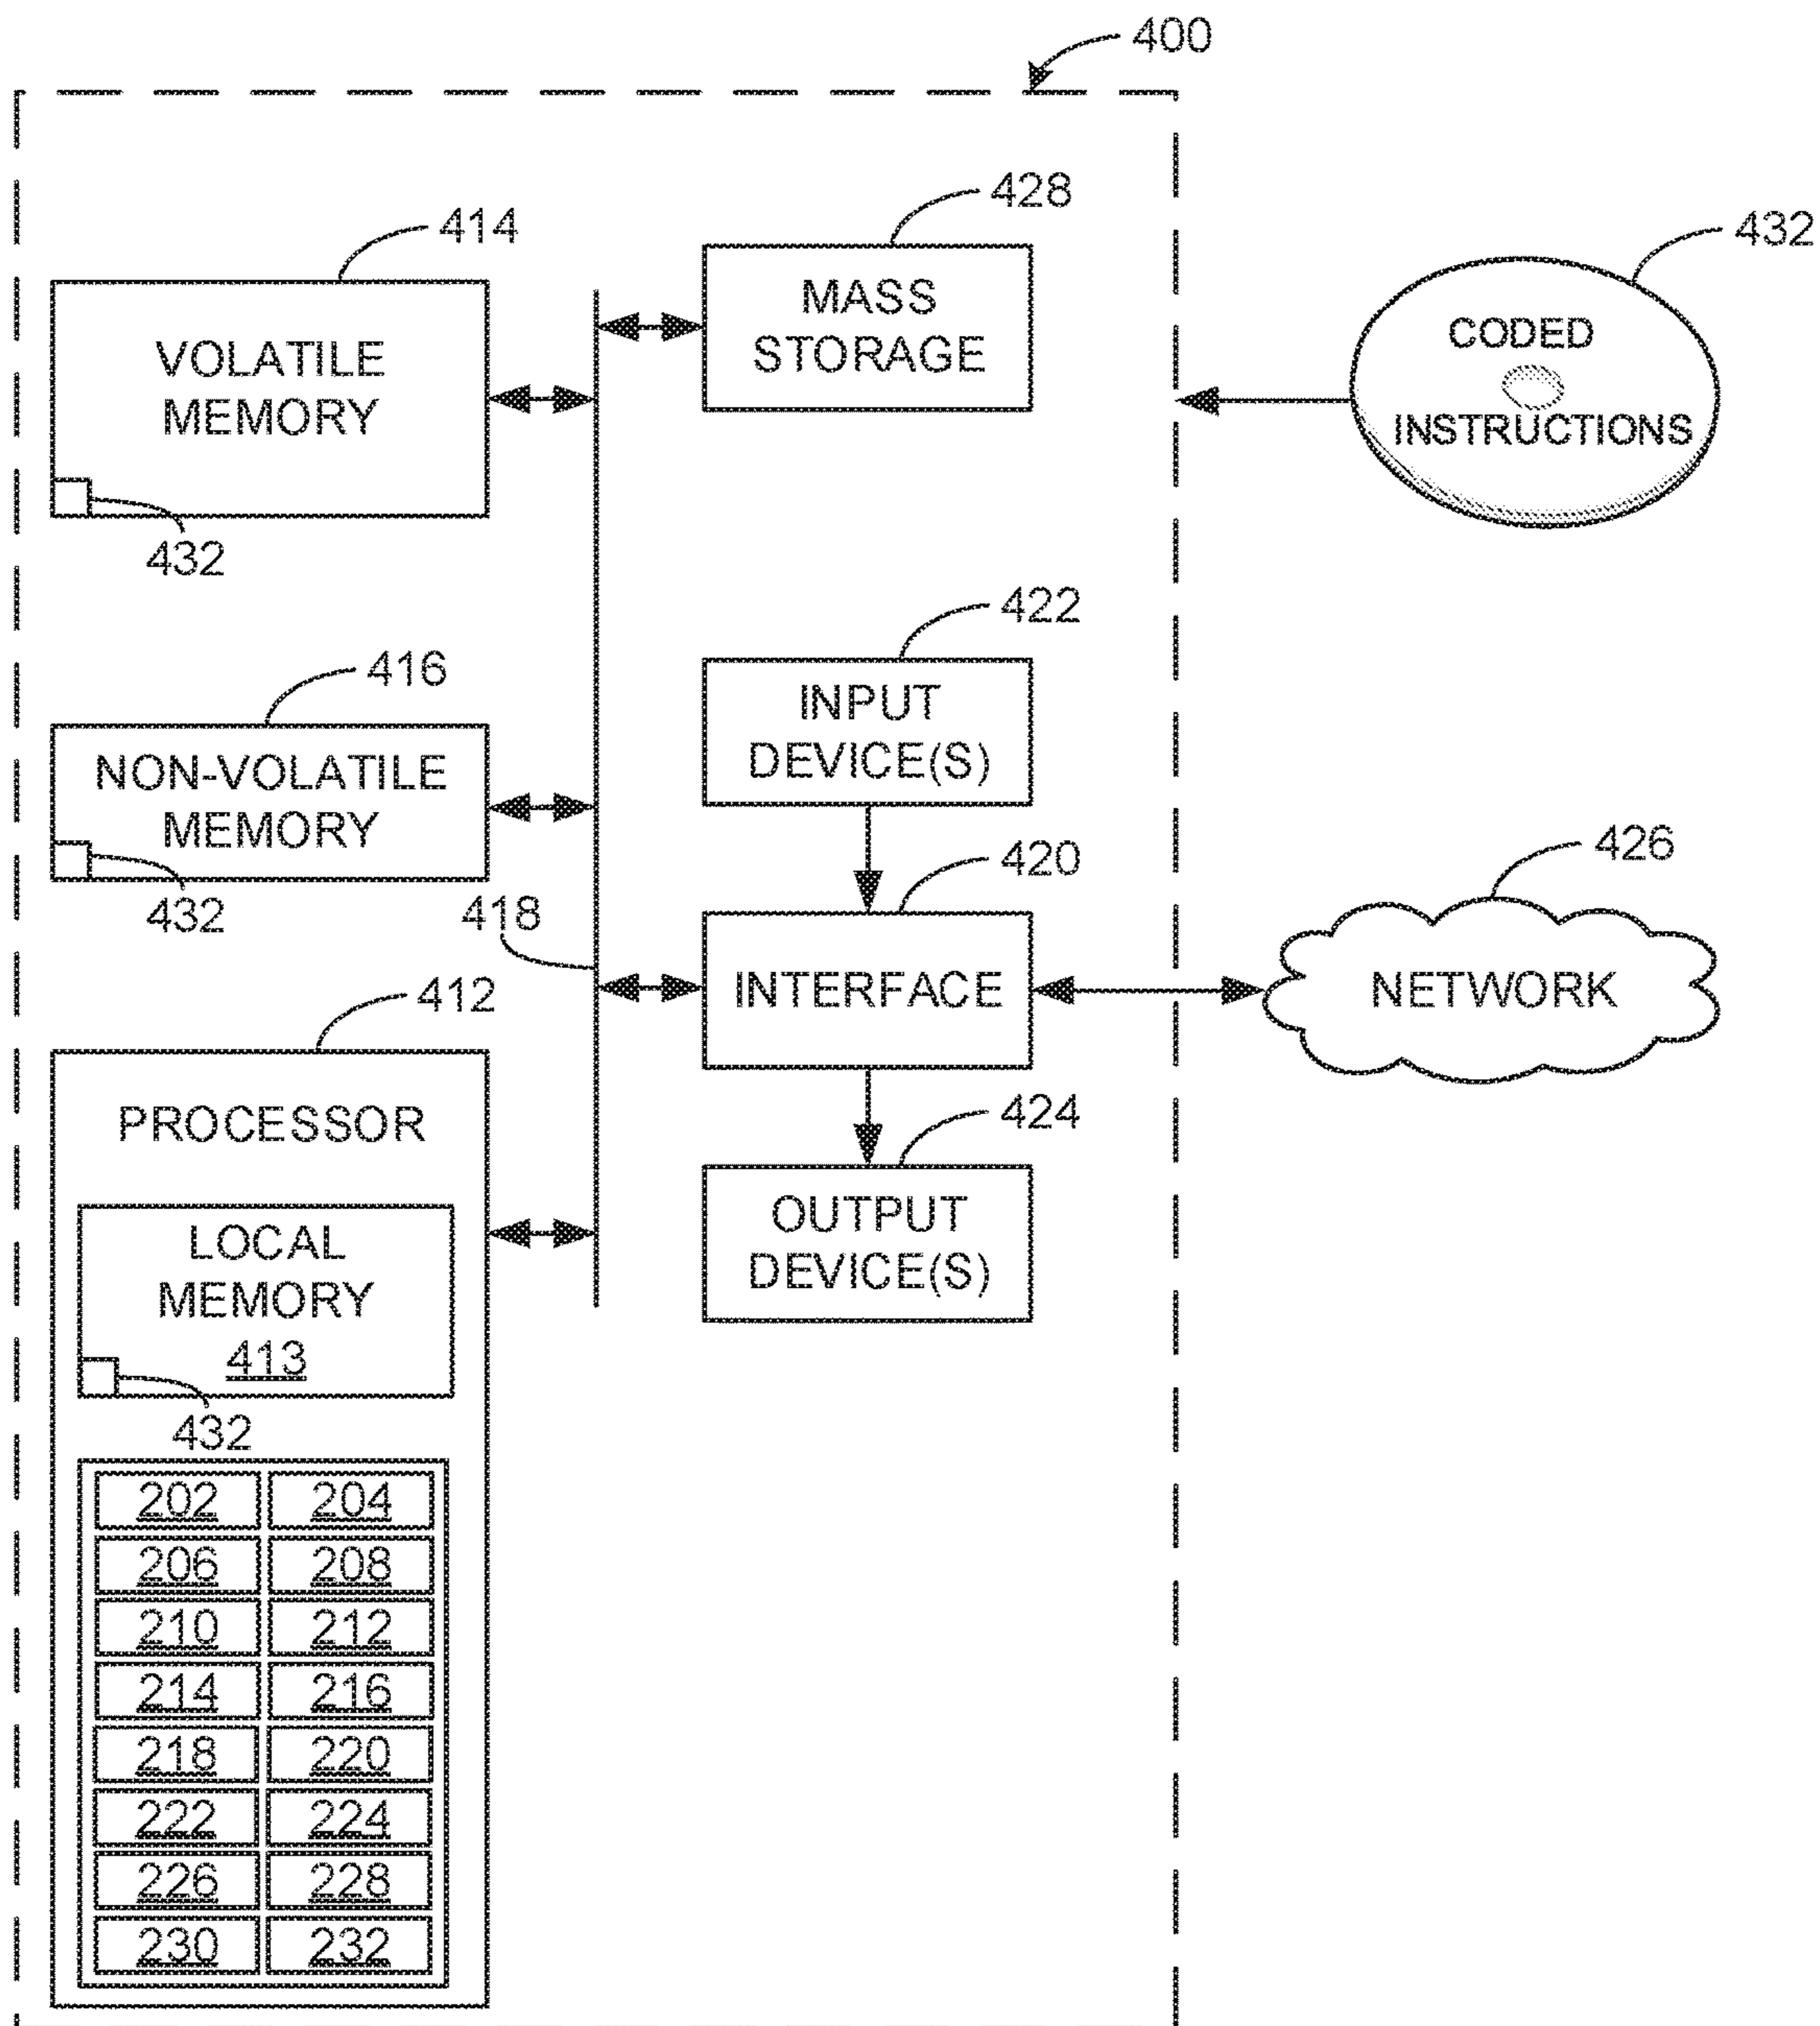 400
428
414
432
MASS
STORAGE
VOLATILE
MEMORY
CODED
INSTRUCTIONS
432
422
416
INPUT
DEVICE(S)
NON-VOLATILE
MEMORY
432
420
426
418
INTERFACE
NETWORK
412
PROCESSOR
424
LOCAL
MEMORY
413
OUTPUT
DEVICE(S)
432
202 204
206 208
210 212
214 216
218 220
222 224
226 228
230 232